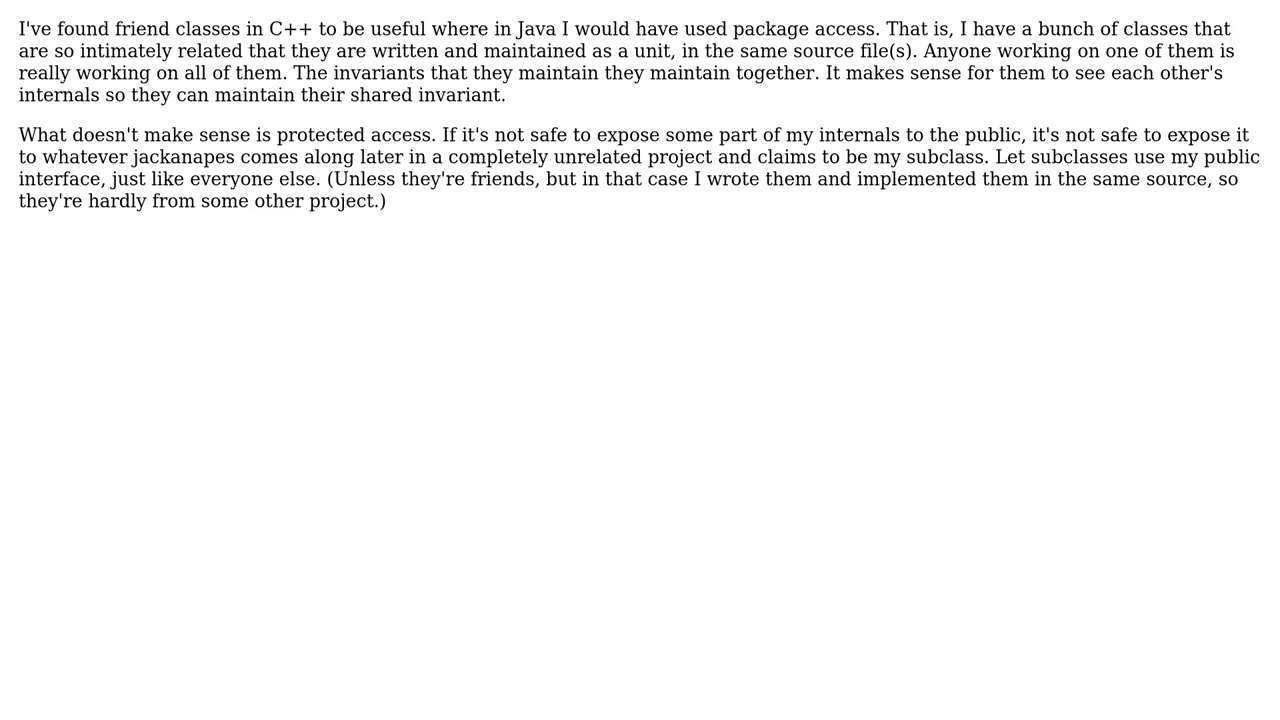 I've found friend classes in C++ to be useful where in Java I would have used package access. That is, I have a bunch of classes that
are so intimately related that they are written and maintained as a unit, in the same source file(s). Anyone working on one of them is
really working on all of them. The invariants that they maintain they maintain together. It makes sense for them to see each other's
internals so they can maintain their shared invariant.
What doesn't make sense is protected access. If it's not safe to expose some part of my internals to the public, it's not safe to expose it
to whatever jackanapes comes along later in a completely unrelated project and claims to be my subclass. Let subclasses use my public
interface, just like everyone else. (Unless they're friends, but in that case I wrote them and implemented them in the same source, so
they're hardly from some other project.)